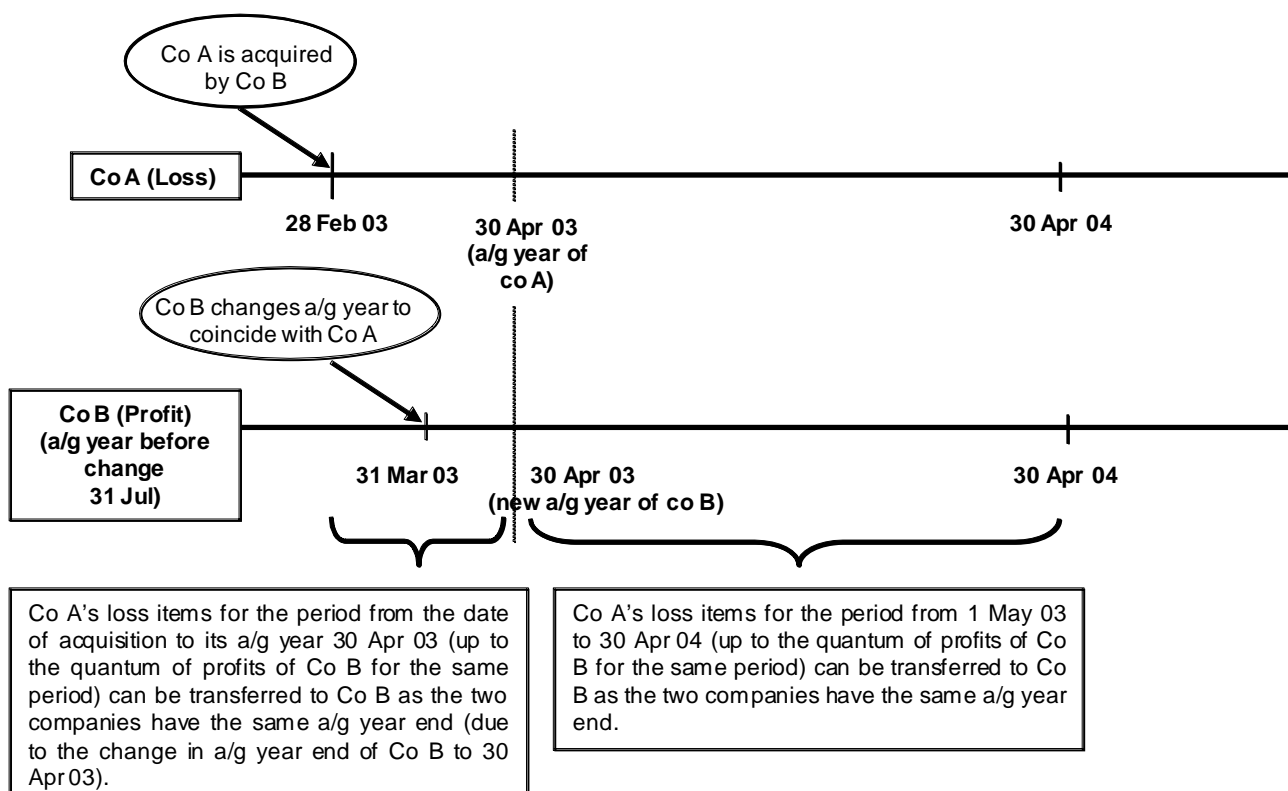 Co A is acquired
by Co B
Co A (Loss)
28 Feb 03
30 Apr 03
(a/g year of
co A)
30 Apr 04
Co B changes a/g year to
coincide with Co A
Co B (Profit)
(a/g year before
change
31 Jul)
31 Mar 03
30 Apr 03
(new a/g year of co B)
30 Apr 04
Co A's loss items for the period from the date
of acquisition to its a/g year 30 Apr 03 (up to
the quantum of profits of Co B for the same
period) can be transferred to Co B as the two
companies have the same a/g year end (due
to the change in a/g year end of Co B to 30
Apr 03).
Co A's loss items for the period from 1 May 03
to 30 Apr 04 (up to the quantum of profits of Co
B for the same period) can be transferred to Co
B as the two companies have the same a/g year
end.